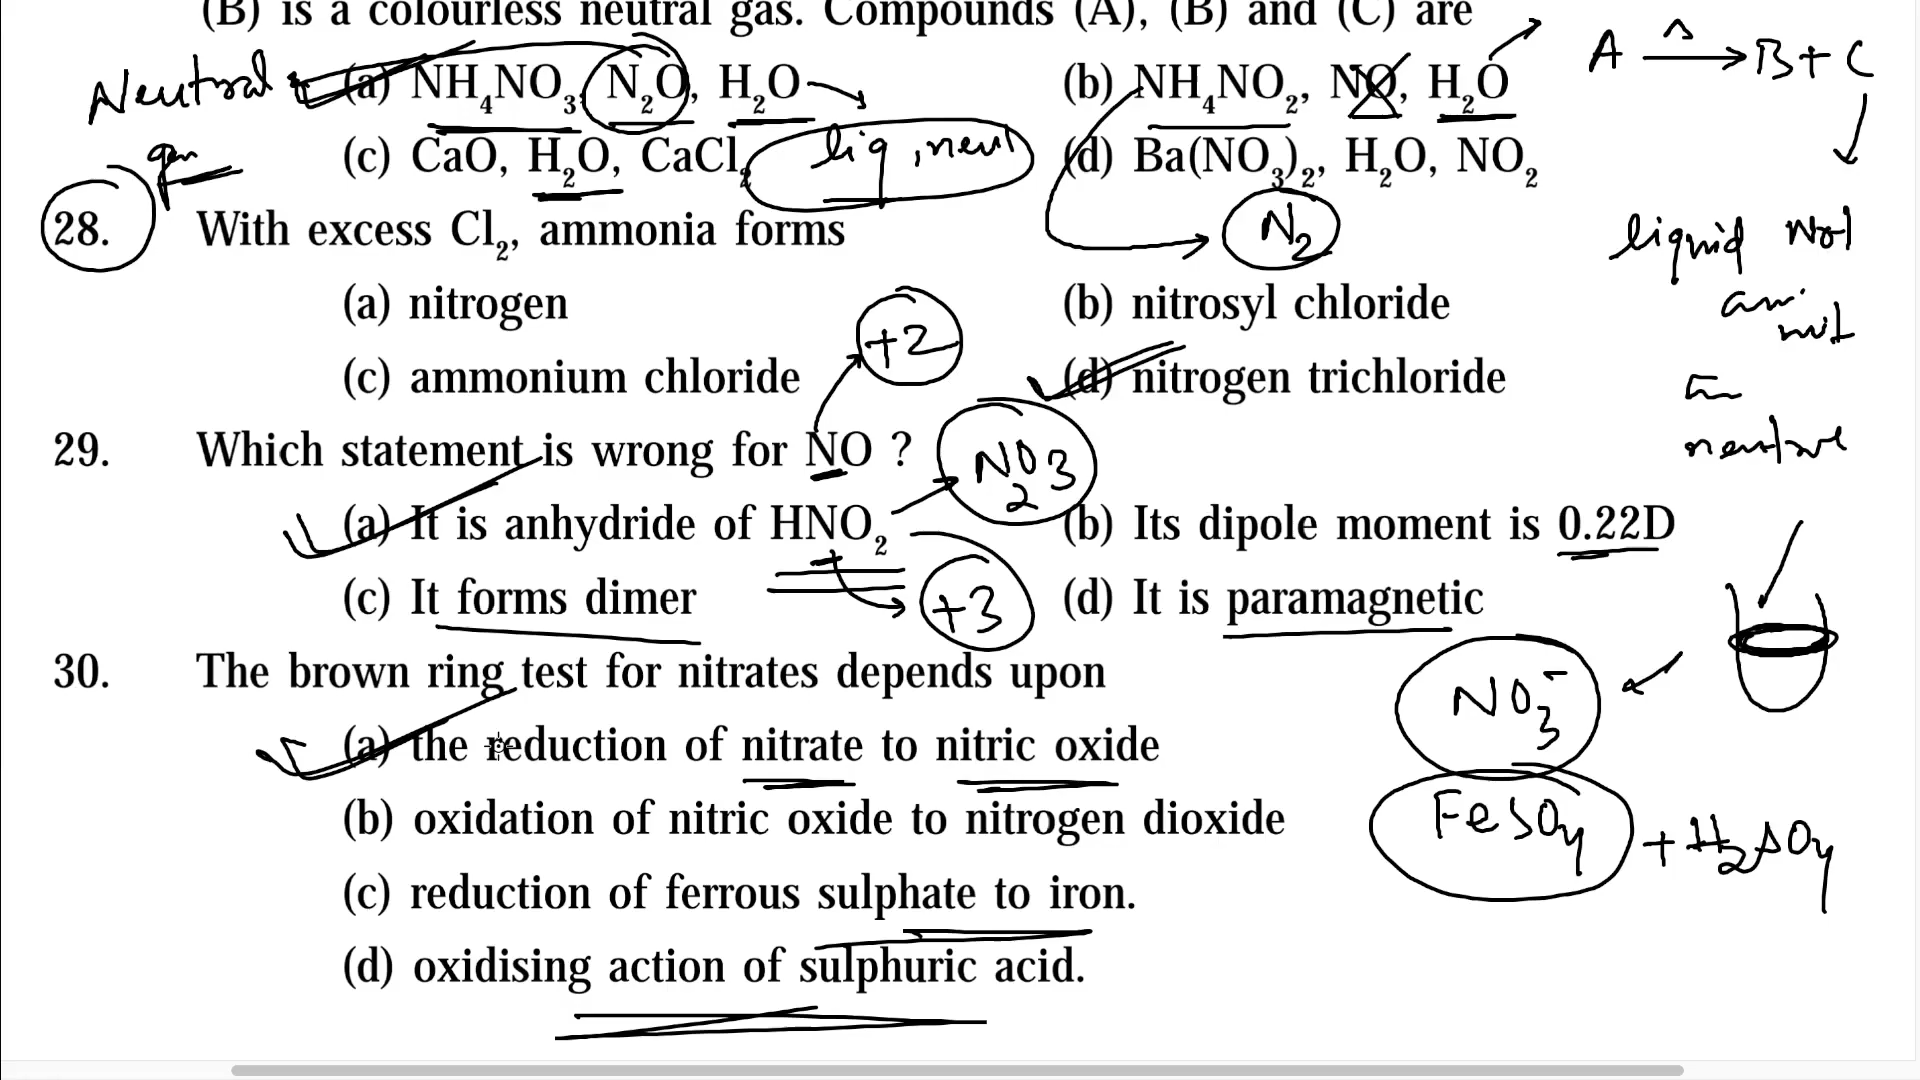 (B) is a colourless neutral gas. Compounds (A), (B) and (C) are
A Δ→ B + C
Neutral
(a) NH₄NO₃, N₂O, H₂O
(b) NH₄NO₂, NO, H₂O
(c) CaO, H₂O, CaCl₂
liq, neut
(d) Ba(NO₃)₂, H₂O, NO₂
28. With excess Cl₂, ammonia forms
N₂
liquid
(a) nitrogen
(b) nitrosyl chloride
+2
(c) ammonium chloride
(d) nitrogen trichloride
29. Which statement is wrong for NO ?
N₂O₃
(a) It is anhydride of HNO₂
(b) Its dipole moment is 0.22D
(c) It forms dimer
+3
(d) It is paramagnetic
30. The brown ring test for nitrates depends upon
NO₃⁻
(a) the reduction of nitrate to nitric oxide
(b) oxidation of nitric oxide to nitrogen dioxide
FeSO₄ + H₂SO₄
(c) reduction of ferrous sulphate to iron.
(d) oxidising action of sulphuric acid.